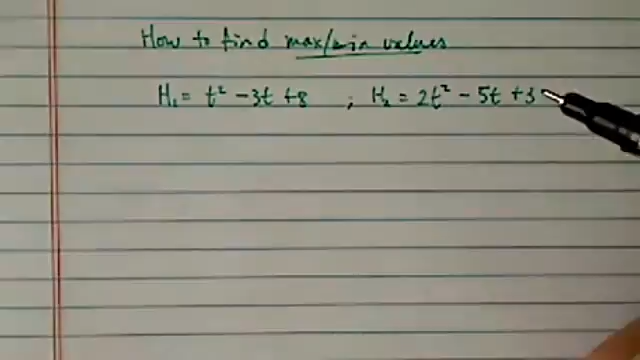 How to find max/min values
H₁ = t² - 3t + 8 ; H₂ = 2t² - 5t + 3